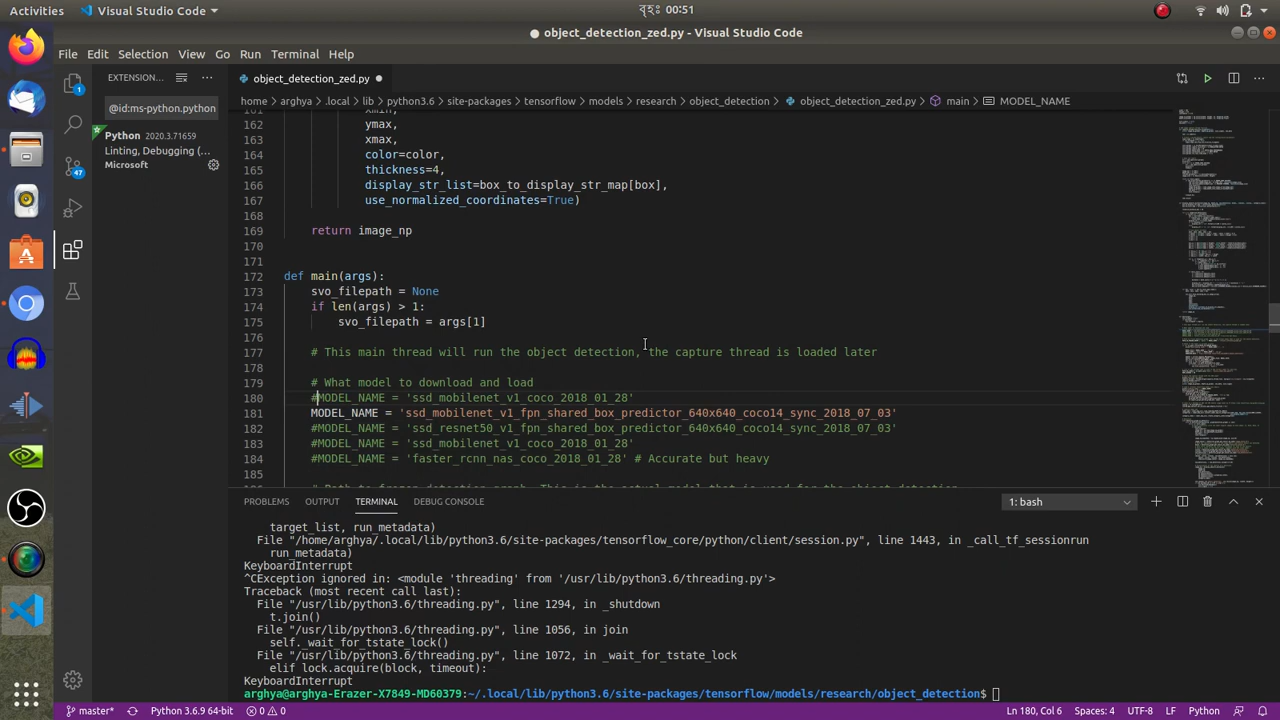 Activities
Visual Studio Code
বৃহঃ 00:51
object_detection_zed.py - Visual Studio Code
File Edit Selection View Go Run Terminal Help
EXTENSION... ···
object_detection_zed.py
@id:ms-python.python
home > arghya > .local > lib > python3.6 > site-packages > tensorflow > models > research > object_detection > object_detection_zed.py > main > MODEL_NAME
Python 2020.3.71659
Linting, Debugging (...
Microsoft
1
47
162 ymax,
163 xmax,
164 color=color,
165 thickness=4,
166 display_str_list=box_to_display_str_map[box],
167 use_normalized_coordinates=True)
168
169 return image_np
170
171
172 def main(args):
173 svo_filepath = None
174 if len(args) > 1:
175 svo_filepath = args[1]
176
177 # This main thread will run the object detection, the capture thread is loaded later
178
179 # What model to download and load
180 #MODEL_NAME = 'ssd_mobilenet_v1_coco_2018_01_28'
181 MODEL_NAME = 'ssd_mobilenet_v1_fpn_shared_box_predictor_640x640_coco14_sync_2018_07_03'
182 #MODEL_NAME = 'ssd_resnet50_v1_fpn_shared_box_predictor_640x640_coco14_sync_2018_07_03'
183 #MODEL_NAME = 'ssd_mobilenet_v1_coco_2018_01_28'
184 #MODEL_NAME = 'faster_rcnn_nas_coco_2018_01_28' # Accurate but heavy
185
PROBLEMS OUTPUT TERMINAL DEBUG CONSOLE
1: bash
target_list, run_metadata)
File "/home/arghya/.local/lib/python3.6/site-packages/tensorflow_core/python/client/session.py", line 1443, in _call_tf_sessionrun
run_metadata)
KeyboardInterrupt
^CException ignored in: <module 'threading' from '/usr/lib/python3.6/threading.py'>
Traceback (most recent call last):
File "/usr/lib/python3.6/threading.py", line 1294, in _shutdown
t.join()
File "/usr/lib/python3.6/threading.py", line 1056, in join
self._wait_for_tstate_lock()
File "/usr/lib/python3.6/threading.py", line 1072, in _wait_for_tstate_lock
elif lock.acquire(block, timeout):
KeyboardInterrupt
arghya@arghya-Erazer-X7849-MD60379:~/.local/lib/python3.6/site-packages/tensorflow/models/research/object_detection$
master* Python 3.6.9 64-bit 0 0 Ln 180, Col 6 Spaces: 4 UTF-8 LF Python